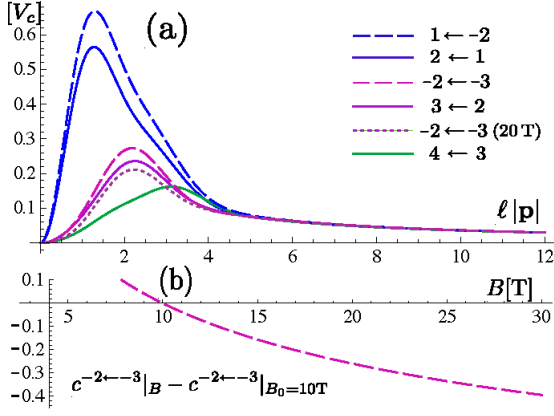 [V_c]
(a)
0.6
0.5
0.4
0.3
0.2
0.1
1 ← -2
2 ← 1
-2 ← -3
3 ← 2
-2 ← -3 (20 T)
4 ← 3
ℓ |p|
2 4 6 8 10 12
(b)
B[T]
0.1
5 10 15 20 25 30
-0.1
-0.2
-0.3
-0.4
c^{-2←-3}|_B − c^{-2←-3}|_{B_0=10T}